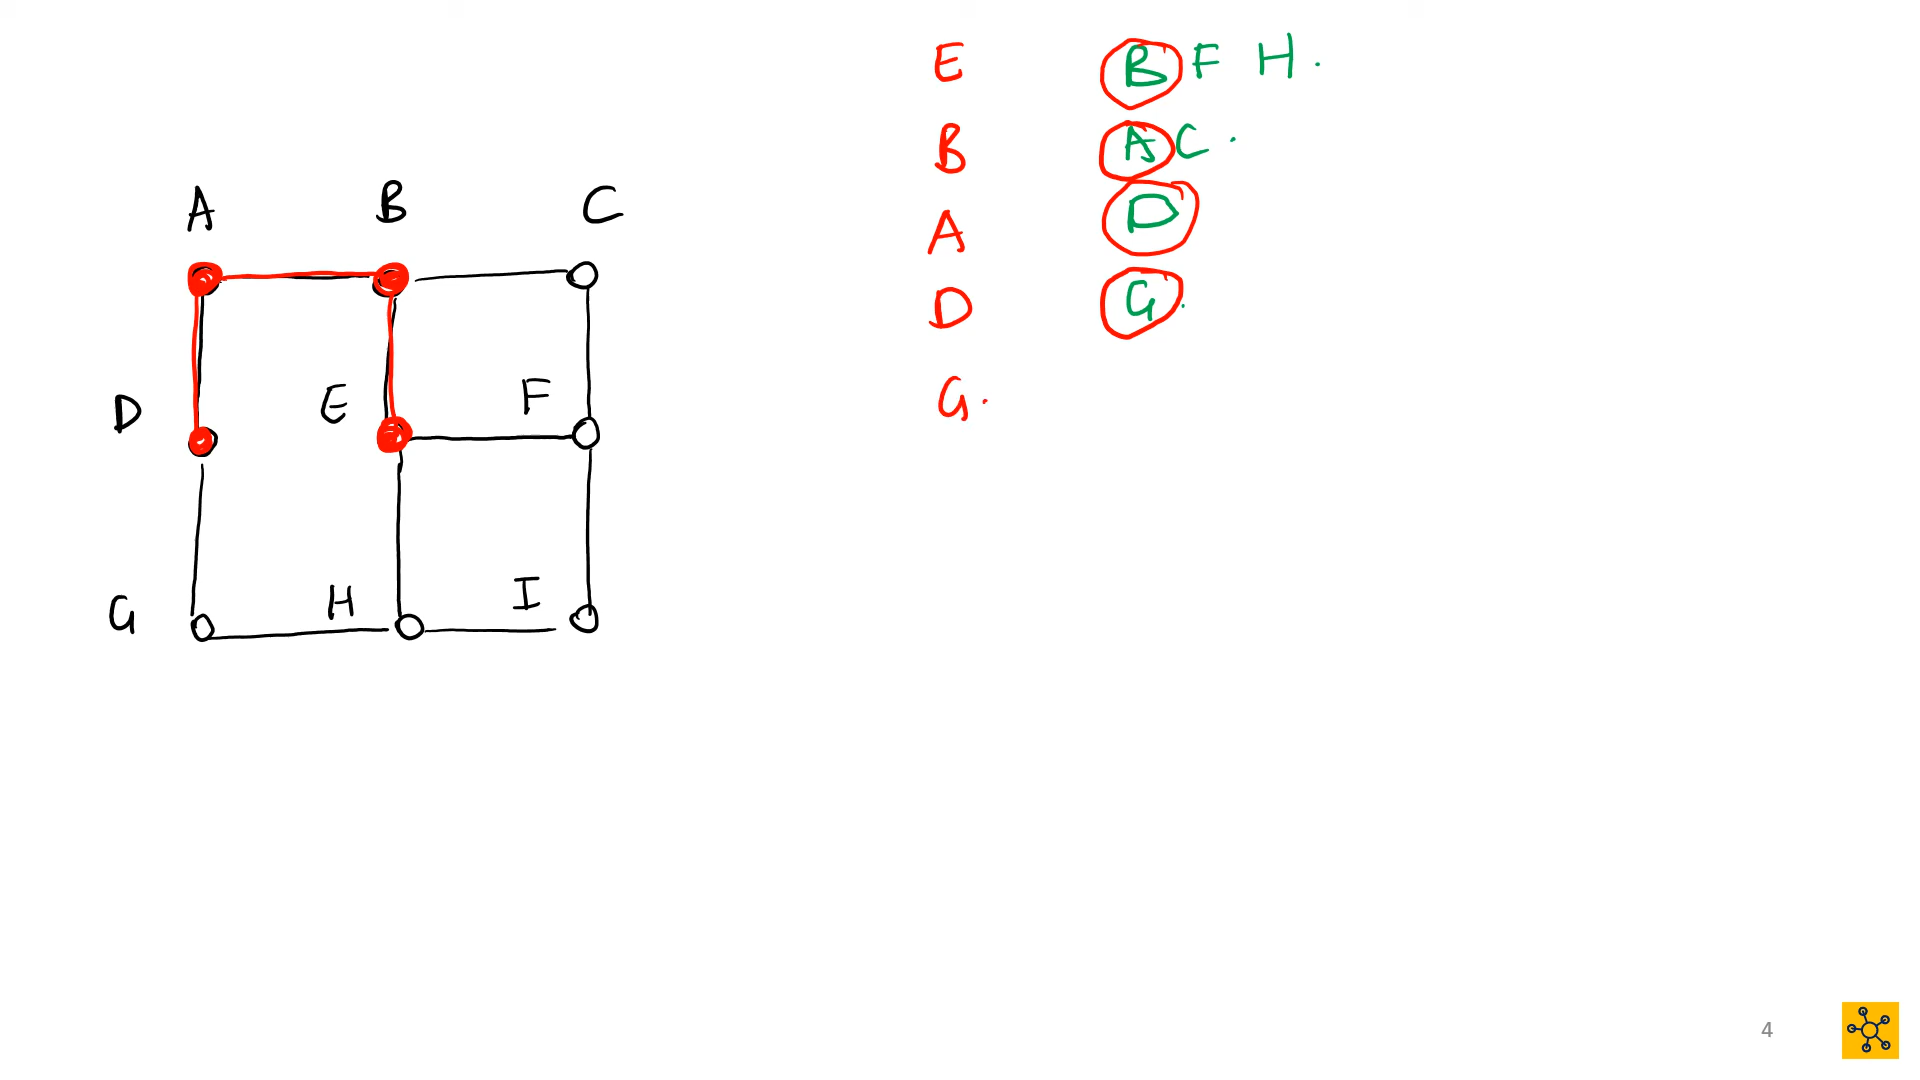 E B F H .
B A C .
A D
D G .
G .
A B C
D E F
G H I
4